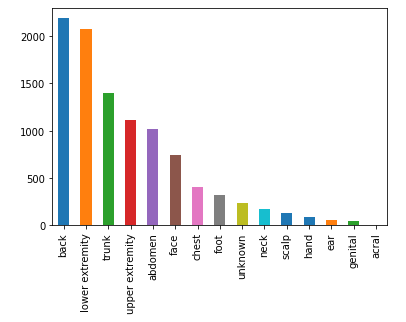 2000
1500
1000
500
0
back
lower extremity
trunk
upper extremity
abdomen
face
chest
foot
unknown
neck
scalp
hand
ear
genital
acral